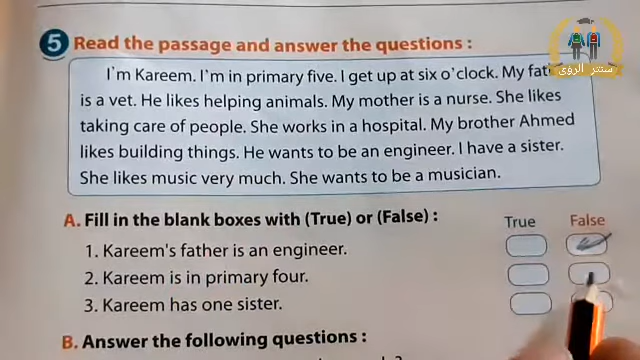 سنتر الرؤى
5 Read the passage and answer the questions :
I'm Kareem. I'm in primary five. I get up at six o'clock. My
is a vet. He likes helping animals. My mother is a nurse. She likes
taking care of people. She works in a hospital. My brother Ahmed
likes building things. He wants to be an engineer. I have a sister.
She likes music very much. She wants to be a musician.
A. Fill in the blank boxes with (True) or (False) :
True False
1. Kareem's father is an engineer.
2. Kareem is in primary four.
3. Kareem has one sister.
B. Answer the following questions :